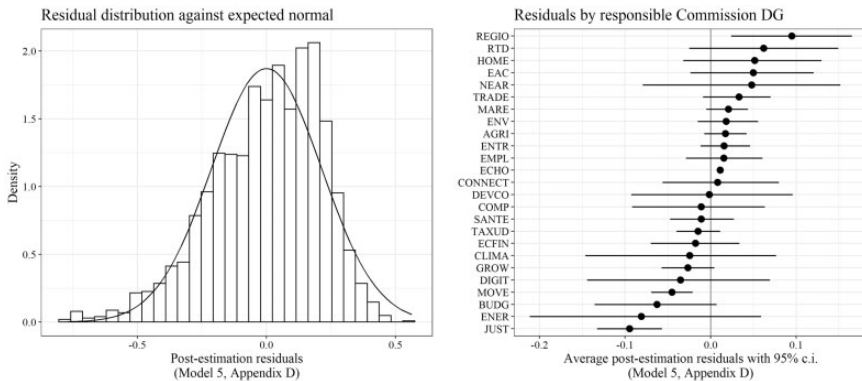 Residual distribution against expected normal
2.0
1.5
1.0
0.5
0.0
Density
-0.5
0.0
0.5
Post-estimation residuals
(Model 5, Appendix D)
Residuals by responsible Commission DG
REGIO
RTD
HOME
EAC
NEAR
TRADE
MARE
ENV
AGRI
ENTR
EMPL
ECHO
CONNECT
DEVCO
COMP
SANTE
TAXUD
ECFIN
CLIMA
GROW
DIGIT
MOVE
BUDG
ENER
JUST
-0.2
-0.1
0.0
0.1
Average post-estimation residuals with 95% c.i.
(Model 5, Appendix D)